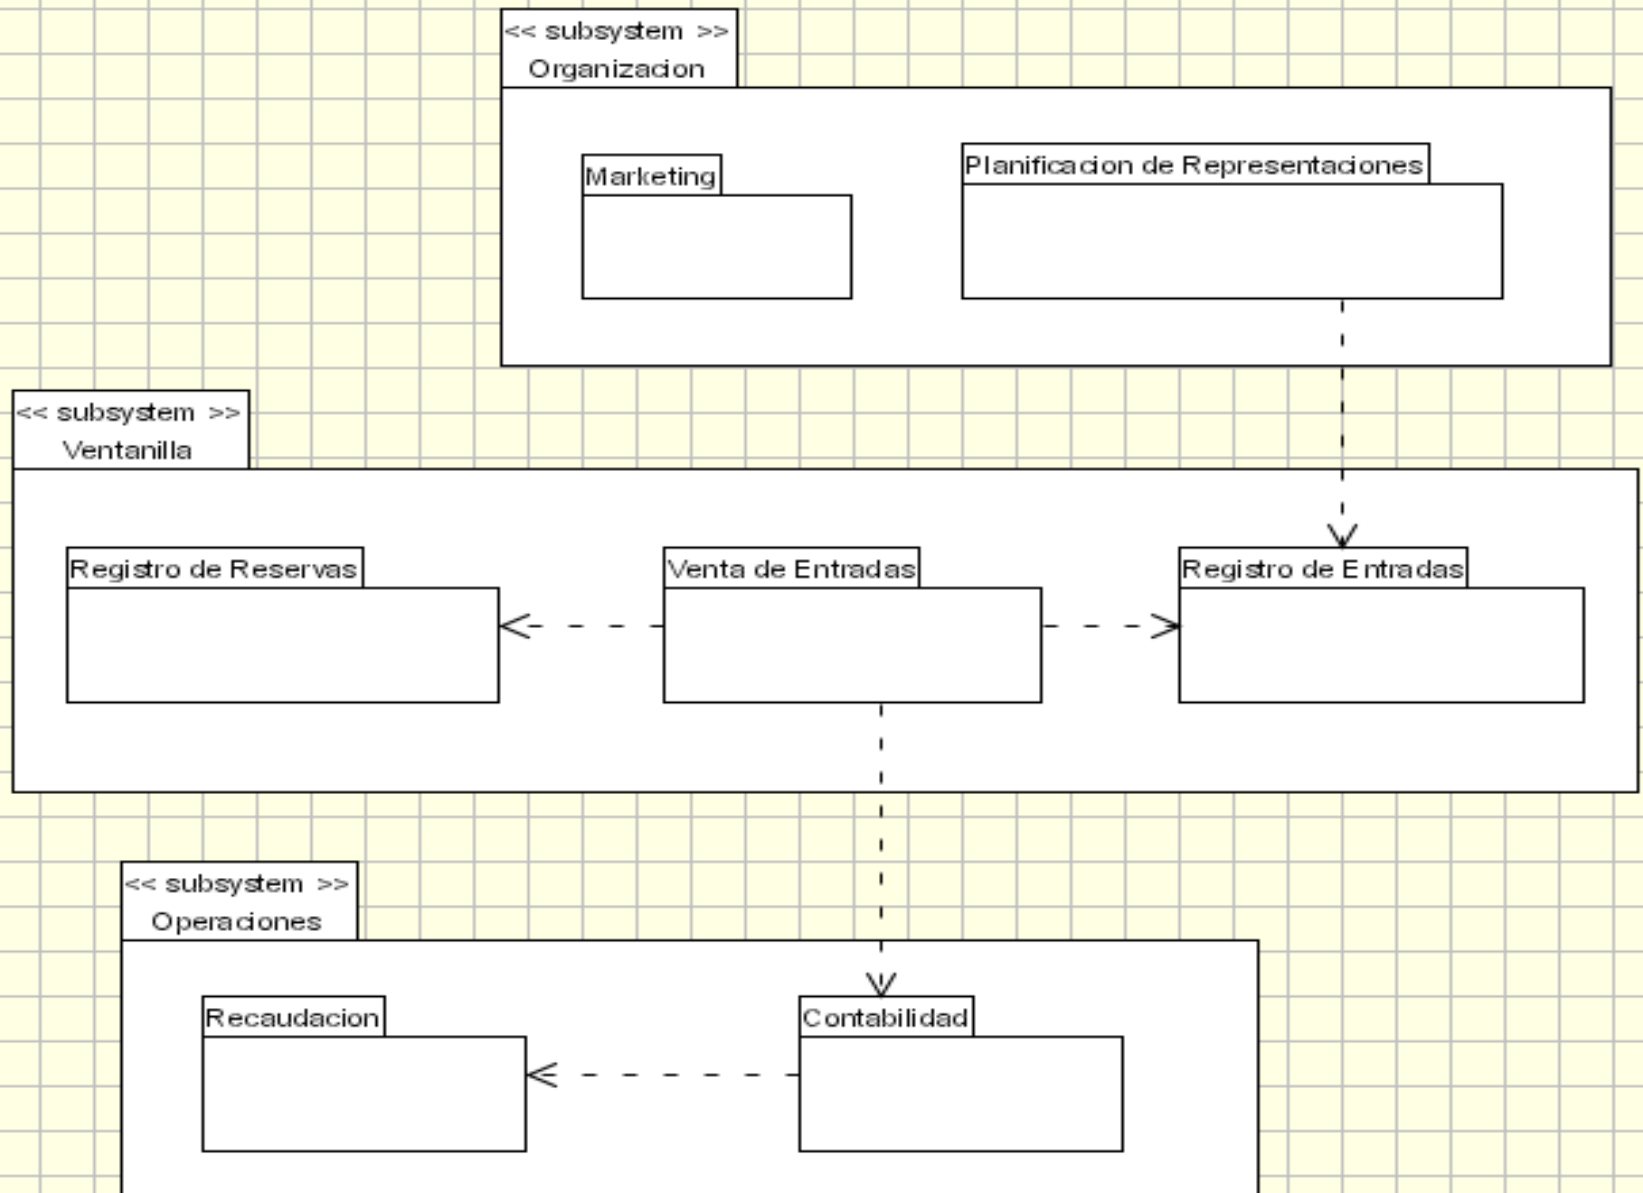 << subsystem >>
Organizacion
Marketing
Planificacion de Representaciones
<< subsystem >>
Ventanilla
Registro de Reservas
Venta de Entradas
Registro de Entradas
<< subsystem >>
Operaciones
Recaudacion
Contabilidad